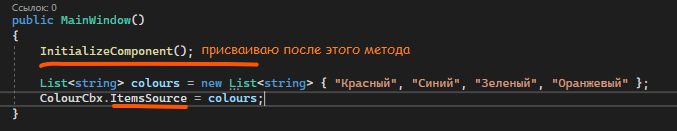 Ссылок: 0
public MainWindow()
{
InitializeComponent(); присваиваю после этого метода
List<string> colours = new List<string> { "Красный", "Синий", "Зеленый", "Оранжевый" };
ColourCbx.ItemsSource = colours;
}